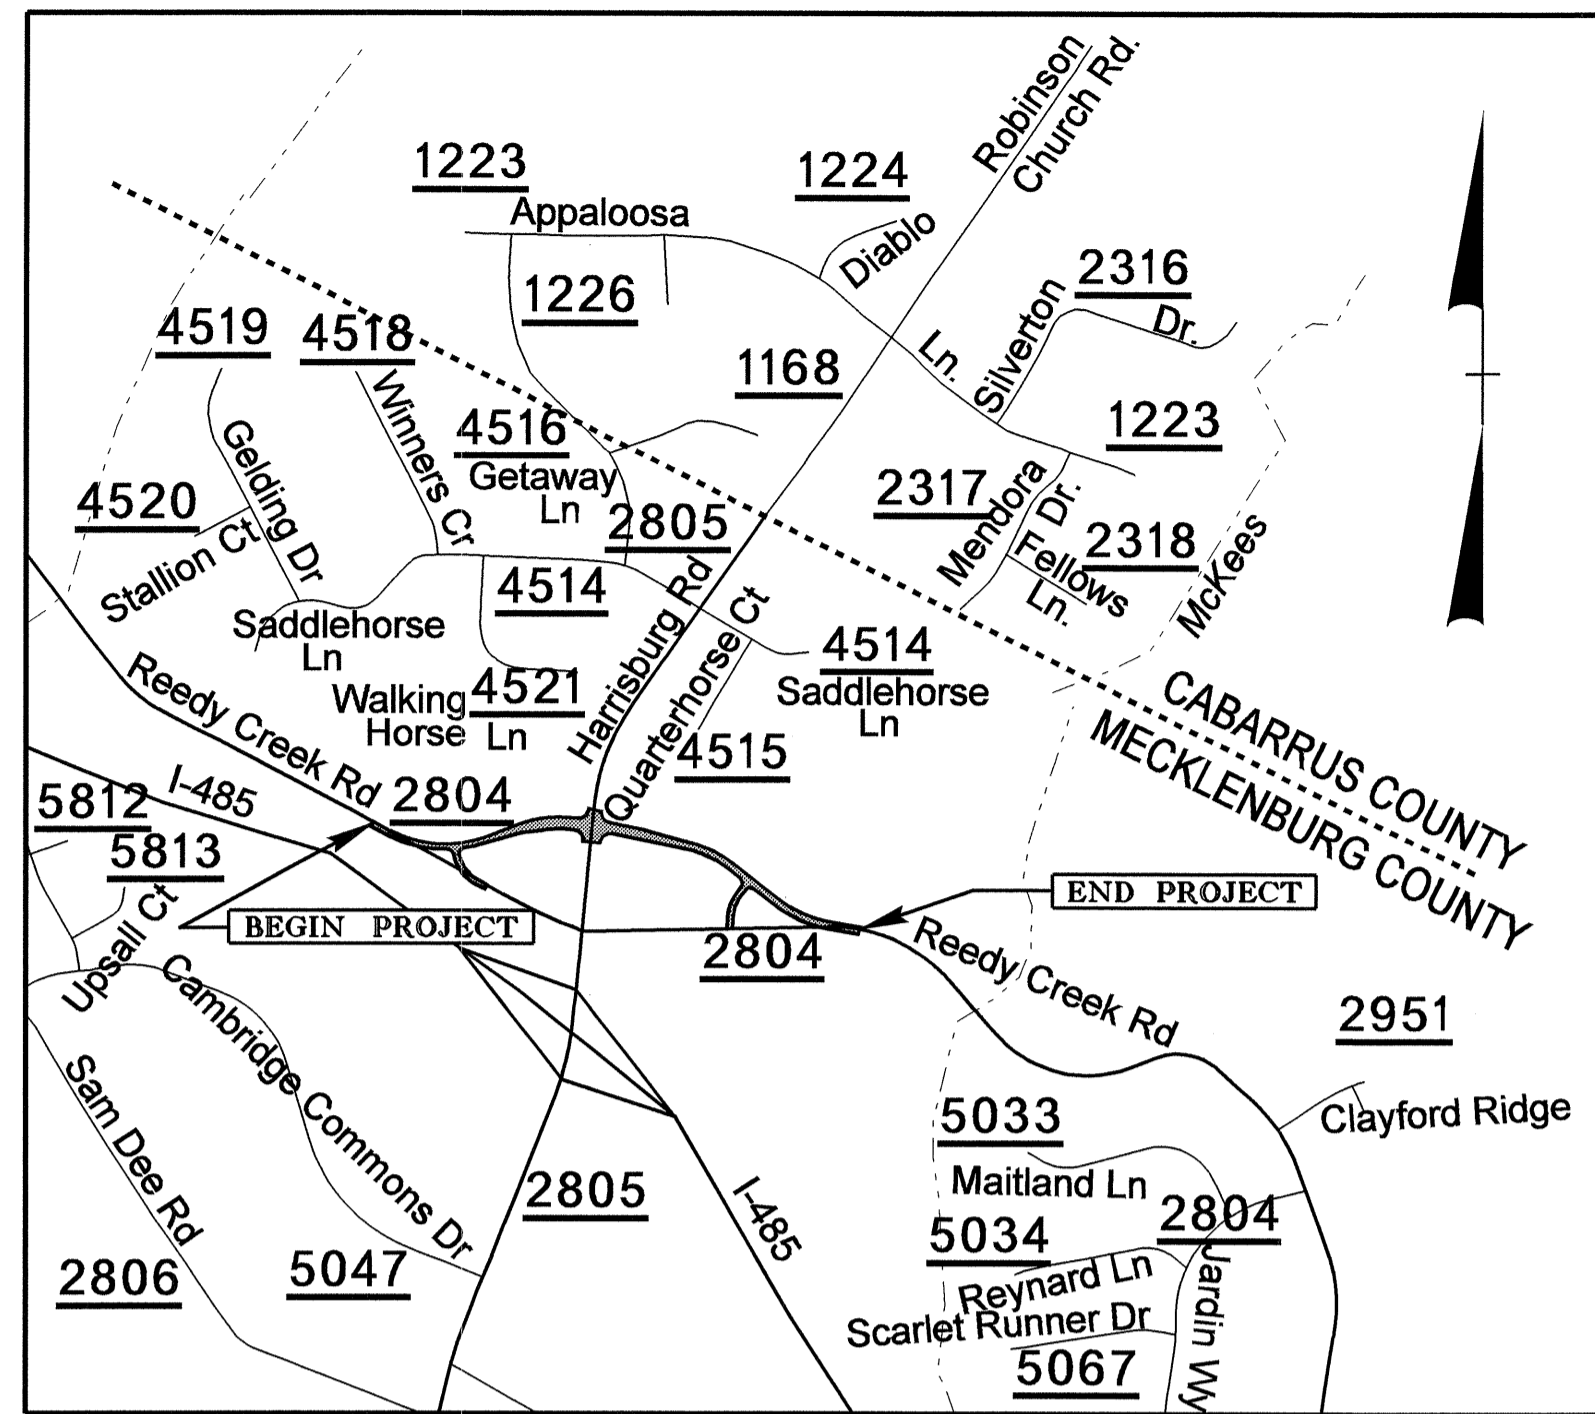 Robinson
Church Rd.
1223
1224
Appaloosa
Diablo
2316
1226
Silverton
Dr.
4519
4518
Ln.
1168
Winners Cr
4516
Getaway
Ln
1223
Gelding Dr
2317
Mendora
Dr.
4520
2805
2318
Stallion Ct
Fellows
Ln.
McKees
4514
Saddlehorse
Ln
Harrisburg Rd
Quarterhorse Ct
4514
Saddlehorse
Ln
Walking
Horse Ln
4521
4515
CABARRUS COUNTY
MECKLENBURG COUNTY
Reedy Creek Rd
I-485
2804
5812
5813
Upsall Ct
BEGIN PROJECT
END PROJECT
2804
Reedy Creek Rd
2951
Cambridge Commons Dr
Sam Dee Rd
5033
Clayford Ridge
Maitland Ln
2805
I-485
2804
5034
Reynard Ln
Jardin Wy
2806
5047
Scarlet Runner Dr
5067